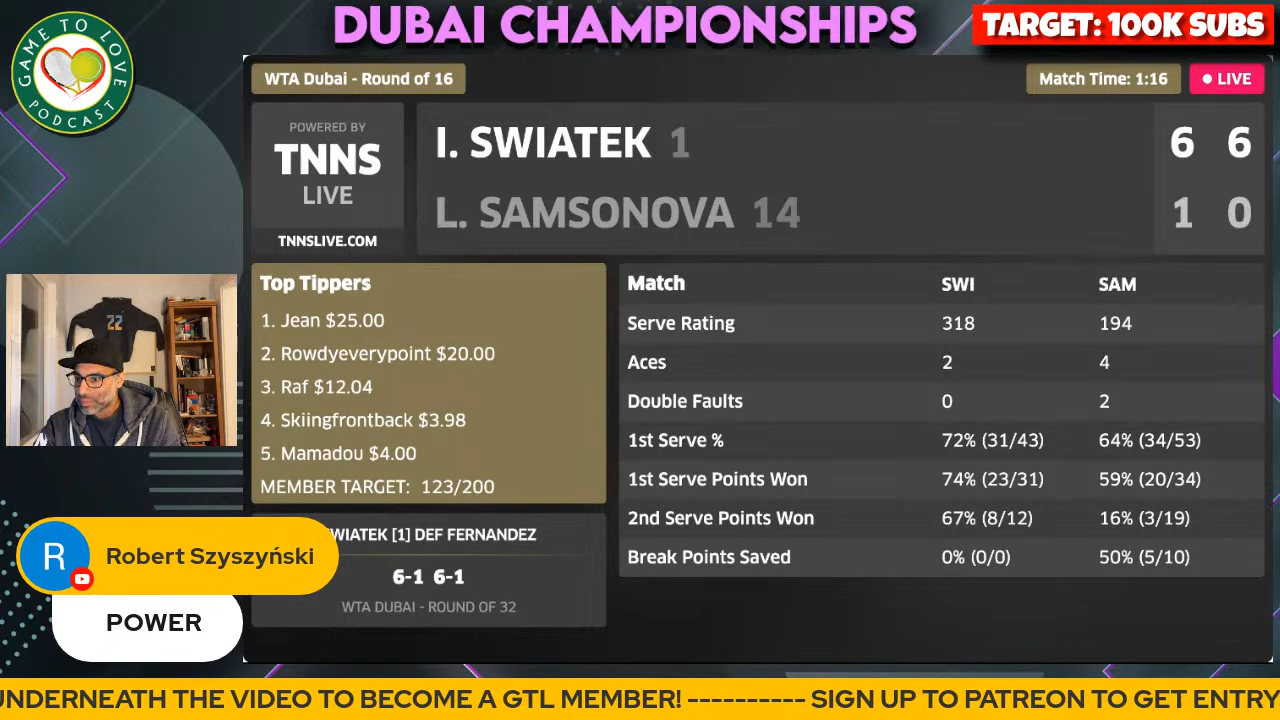 GAME TO LOVE
PODCAST
DUBAI CHAMPIONSHIPS
TARGET: 100K SUBS
WTA Dubai - Round of 16
Match Time: 1:16
LIVE
POWERED BY
TNNS
LIVE
TNNSLIVE.COM
I. SWIATEK 1 6 6
L. SAMSONOVA 14 1 0
Top Tippers
1. Jean $25.00
2. Rowdyeverypoint $20.00
3. Raf $12.04
4. Skiingfrontback $3.98
5. Mamadou $4.00
MEMBER TARGET: 123/200
Match SWI SAM
Serve Rating 318 194
Aces 2 4
Double Faults 0 2
1st Serve % 72% (31/43) 64% (34/53)
1st Serve Points Won 74% (23/31) 59% (20/34)
2nd Serve Points Won 67% (8/12) 16% (3/19)
Break Points Saved 0% (0/0) 50% (5/10)
22
WIATEK [1] DEF FERNANDEZ
6-1 6-1
WTA DUBAI - ROUND OF 32
R
Robert Szyszyński
POWER
UNDERNEATH THE VIDEO TO BECOME A GTL MEMBER! ---------- SIGN UP TO PATREON TO GET ENTRY